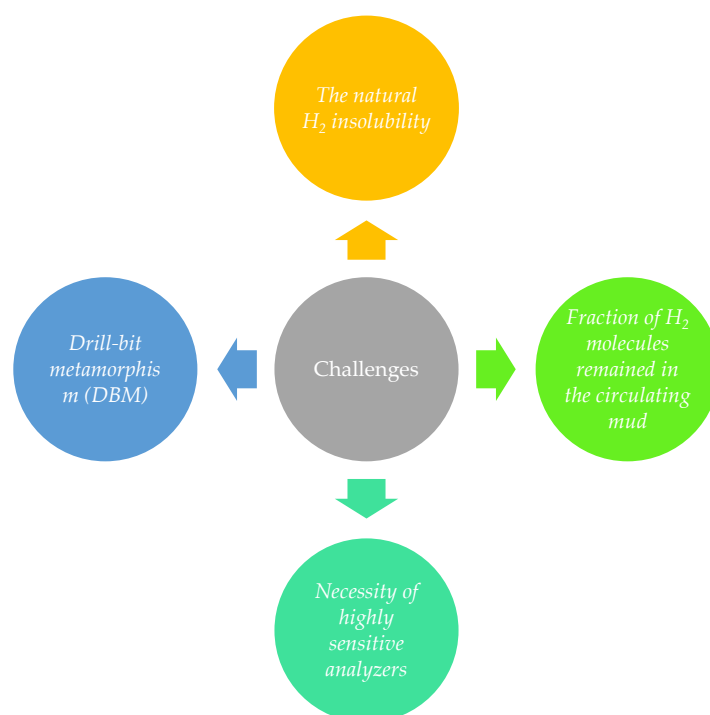 The natural
H₂ insolubility
Drill-bit
metamorphis
m (DBM)
Challenges
Fraction of H₂
molecules
remained in
the circulating
mud
Necessity of
highly
sensitive
analyzers